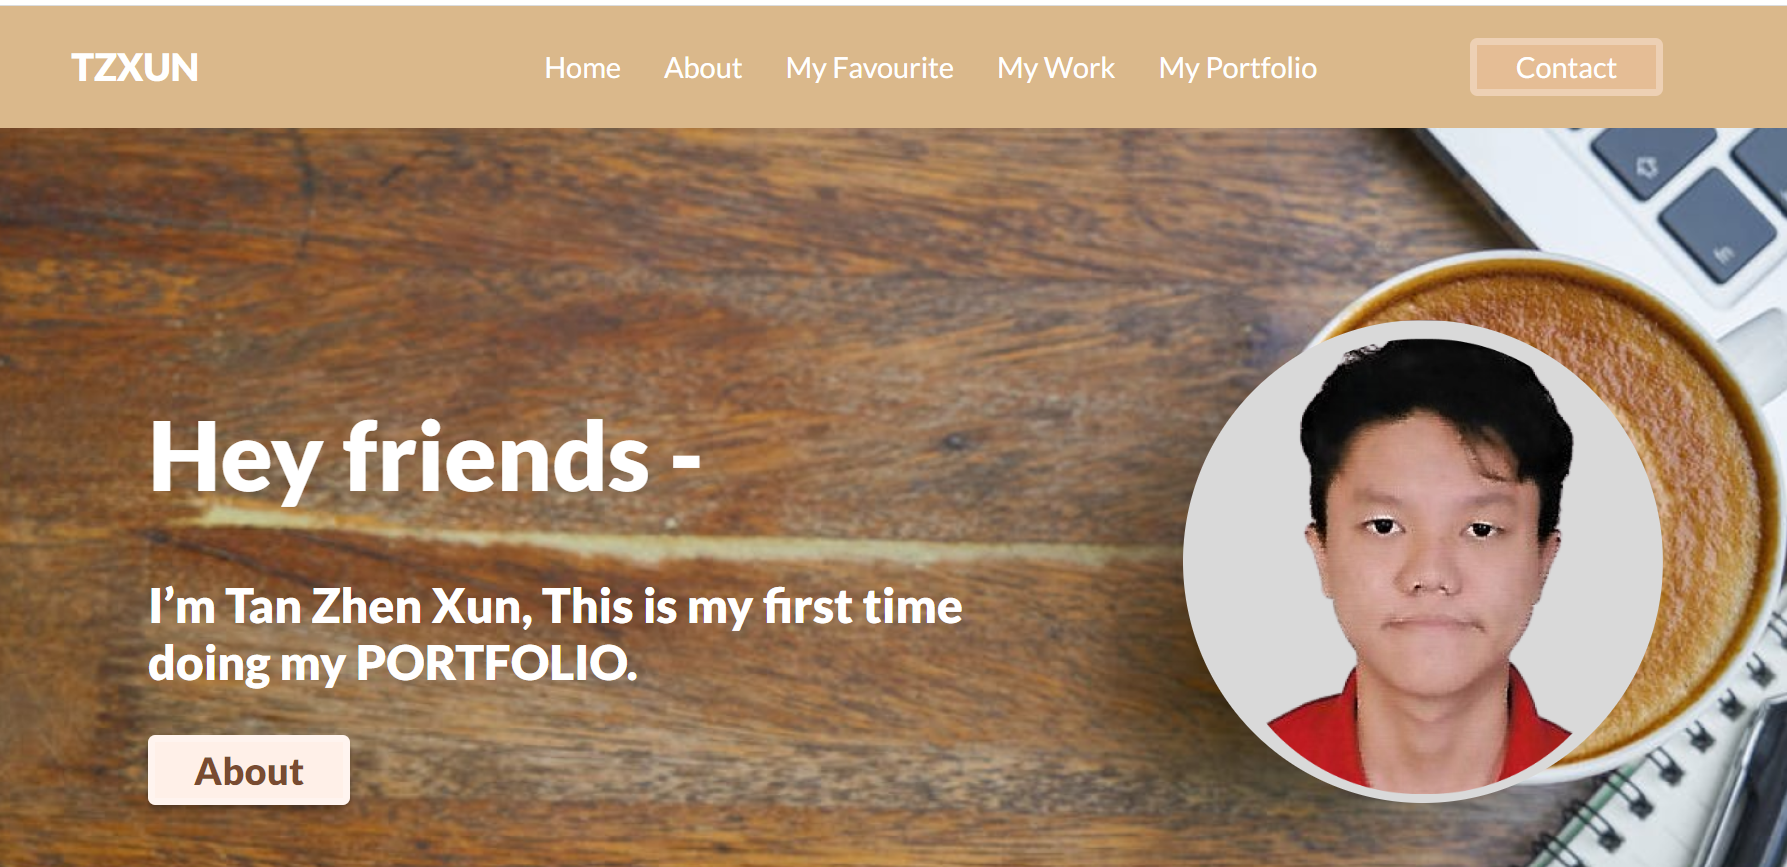 TZXUN
Home About My Favourite My Work My Portfolio
Contact
Hey friends -
I’m Tan Zhen Xun, This is my first time
doing my PORTFOLIO.
About
fn